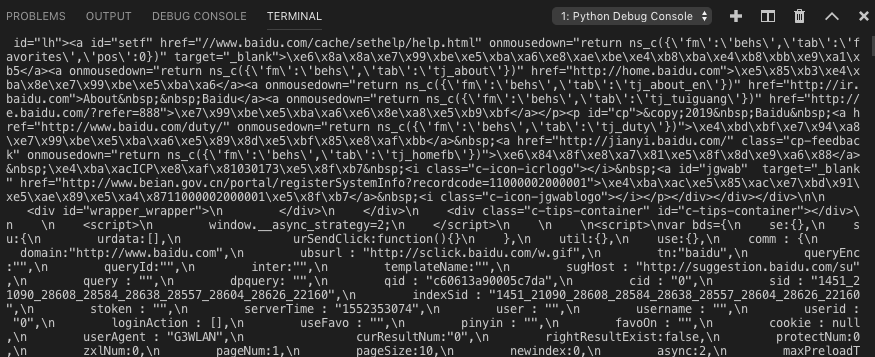 PROBLEMS OUTPUT DEBUG CONSOLE TERMINAL 1: Python Debug Console
id="lh"><a id="setf" href="//www.baidu.com/cache/sethelp/help.html" onmousedown="return ns_c({\'fm\':\'behs\',\'tab\':\'f
avorites\',\'pos\':0})" target="_blank">\xe6\x8a\x8a\xe7\x99\xbe\xe5\xba\xa6\xe8\xae\xbe\xe4\xb8\xba\xe4\xb8\xbb\xe9\xa1\x
b5</a><a onmousedown="return ns_c({\'fm\':\'behs\',\'tab\':\'tj_about\'})" href="http://home.baidu.com">\xe5\x85\xb3\xe4\x
ba\x8e\xe7\x99\xbe\xe5\xba\xa6</a><a onmousedown="return ns_c({\'fm\':\'behs\',\'tab\':\'tj_about_en\'})" href="http://ir.
baidu.com">About&nbsp;&nbsp;Baidu</a><a onmousedown="return ns_c({\'fm\':\'behs\',\'tab\':\'tj_tuiguang\'})" href="http://
e.baidu.com/?refer=888">\xe7\x99\xbe\xe5\xba\xa6\xe6\x8e\xa8\xe5\xb9\xbf</a></p><p id="cp">&copy;2019&nbsp;Baidu&nbsp;<a h
ref="http://www.baidu.com/duty/" onmousedown="return ns_c({\'fm\':\'behs\',\'tab\':\'tj_duty\'})">\xe4\xbd\xbf\xe7\x94\xa8
\xe7\x99\xbe\xe5\xba\xa6\xe5\x89\x8d\xe5\xbf\x85\xe8\xaf\xbb</a>&nbsp;<a href="http://jianyi.baidu.com/" class="cp-feedbac
k" onmousedown="return ns_c({\'fm\':\'behs\',\'tab\':\'tj_homefb\'})">\xe6\x84\x8f\xe8\xa7\x81\xe5\x8f\x8d\xe9\xa6\x88</a>
&nbsp;\xe4\xba\xacICP\xe8\xaf\x81030173\xe5\x8f\xb7&nbsp;<i class="c-icon-icrlogo"></i>&nbsp;<a id="jgwab" target="_blank
" href="http://www.beian.gov.cn/portal/registerSystemInfo?recordcode=11000002000001">\xe4\xba\xac\xe5\x85\xac\xe7\xbd\x91\
xe5\xae\x89\xe5\xa4\x8711000002000001\xe5\x8f\xb7</a>&nbsp;<i class="c-icon-jgwablogo"></i></p></div></div></div>\n\n
<div id="wrapper_wrapper">\n </div>\n </div>\n <div class="c-tips-container" id="c-tips-container"></div>\
n \n <script>\n window.__async_strategy=2;\n </script>\n \n \n<script>\nvar bds={\n se:{},\n
su:{\n urdata:[],\n urSendClick:function(){}\n },\n util:{},\n use:{},\n comm : {\n
domain:"http://www.baidu.com",\n ubsurl : "http://sclick.baidu.com/w.gif",\n tn:"baidu",\n queryEnc
:"",\n queryId:"",\n inter:"",\n templateName:"",\n sugHost : "http://suggestion.baidu.com/su"
,\n query : "",\n dpquery: "",\n qid : "c60613a90005c7da",\n cid : "0",\n sid : "1451_2
1090_28608_28584_28638_28557_28604_28626_22160",\n indexSid : "1451_21090_28608_28584_28638_28557_28604_28626_22160
",\n stoken : "",\n serverTime : "1552353074",\n user : "",\n username : "",\n userid :
"0",\n loginAction : [],\n useFavo : "",\n pinyin : "",\n favoOn : "",\n cookie : null
,\n userAgent : "G3WLAN",\n curResultNum:"0",\n rightResultExist:false,\n protectNum:0
,\n zxlNum:0,\n pageNum:1,\n pageSize:10,\n newindex:0,\n async:2,\n maxPreloadT